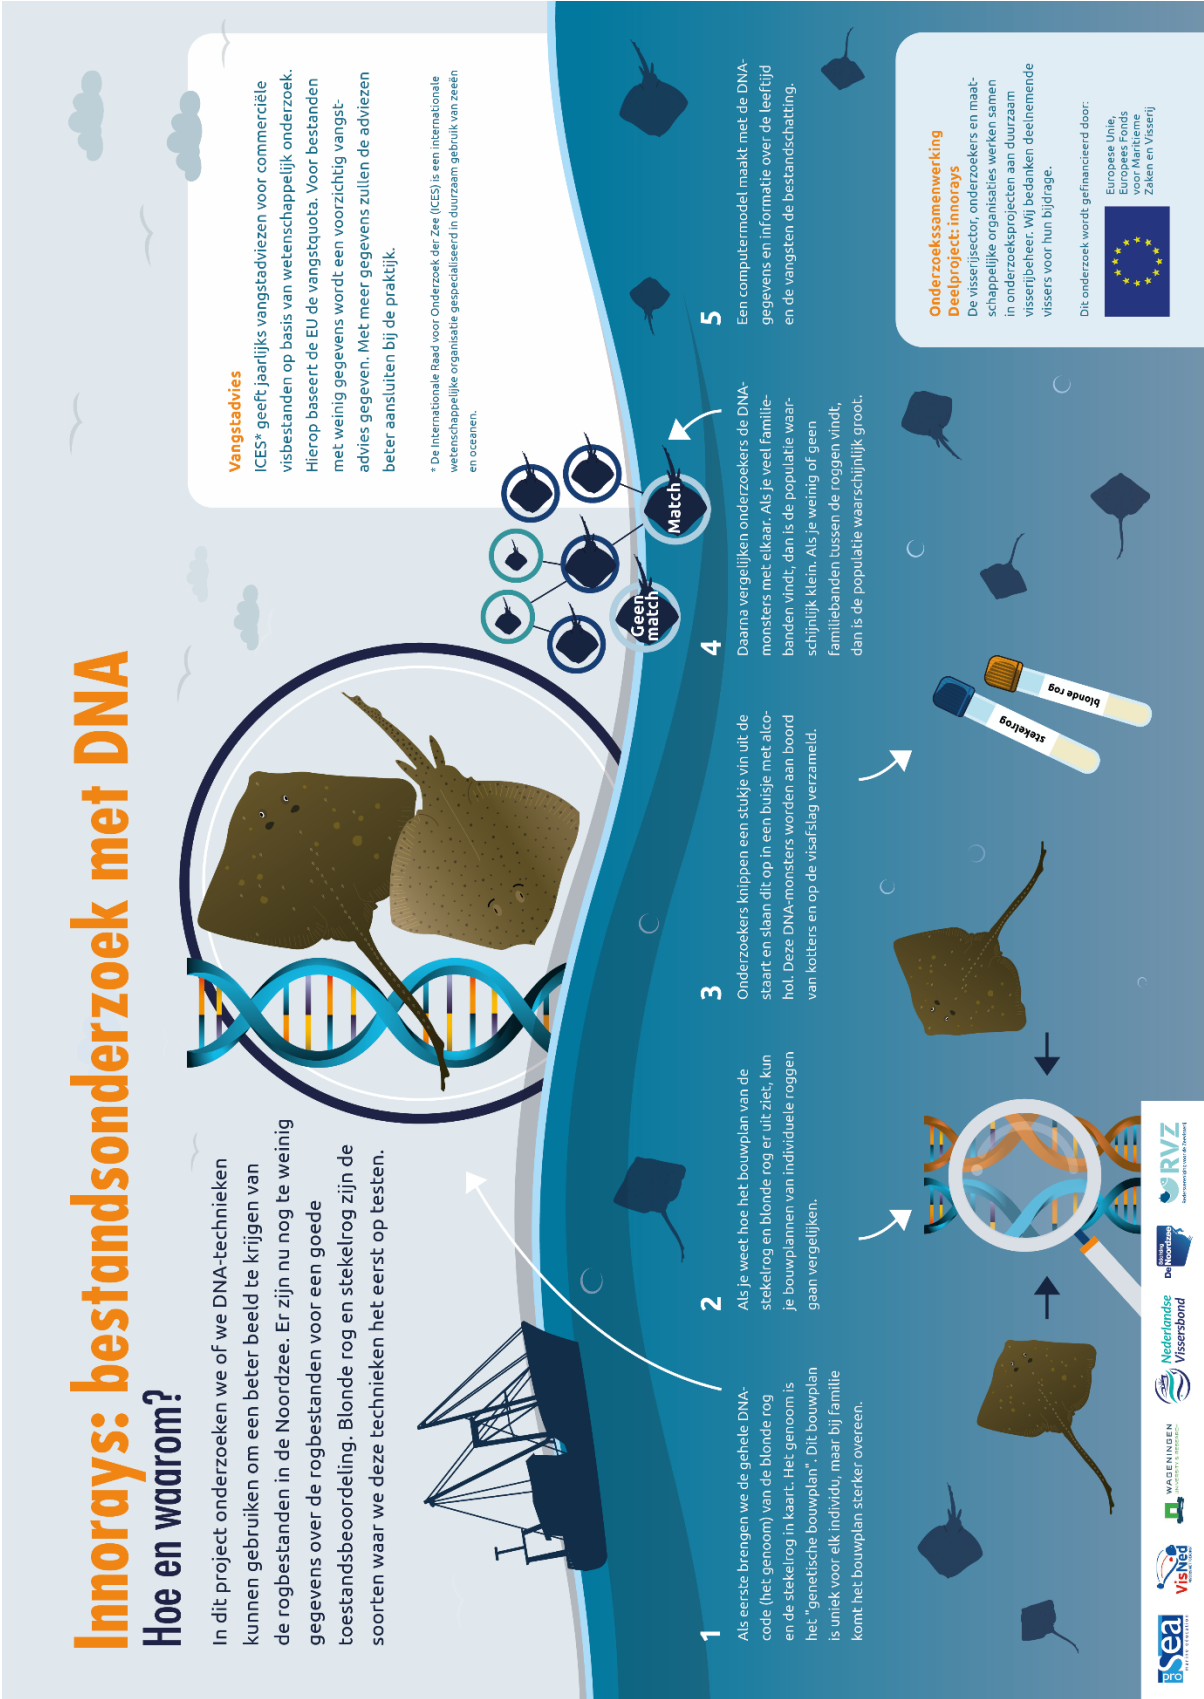 Innorays: bestandsonderzoek met DNA
Hoe en waarom?
In dit project onderzoeken we of we DNA-technieken
kunnen gebruiken om een beter beeld te krijgen van
de rogbestanden in de Noordzee. Er zijn nu nog te weinig
gegevens over de rogbestanden voor een goede
toestandsbeoordeling. Blonde rog en stekelrog zijn de
soorten waar we deze technieken het eerst op testen.
Vangstadvies
ICES* geeft jaarlijks vangstadviezen voor commerciële
visbestanden op basis van wetenschappelijk onderzoek.
Hierop baseert de EU de vangstquota. Voor bestanden
met weinig gegevens wordt een voorzichtig vangst-
advies gegeven. Met meer gegevens zullen de adviezen
beter aansluiten bij de praktijk.
* De Internationale Raad voor Onderzoek der Zee (ICES) is een internationale
wetenschappelijke organisatie gespecialiseerd in duurzaam gebruik van zeeën
en oceanen.
Geen
match
Match
1
Als eerste brengen we de gehele DNA-
code (het genoom) van de blonde rog
en de stekelrog in kaart. Het genoom is
het "genetische bouwplan". Dit bouwplan
is uniek voor elk individu, maar bij familie
komt het bouwplan sterker overeen.
2
Als je weet hoe het bouwplan van de
stekelrog en blonde rog er uit ziet, kun
je bouwplannen van individuele roggen
gaan vergelijken.
3
Onderzoekers knippen een stukje vin uit de
staart en slaan dit op in een buisje met alco-
hol. Deze DNA-monsters worden aan boord
van kotters en op de visafslag verzameld.
4
Daarna vergelijken onderzoekers de DNA-
monsters met elkaar. Als je veel familie-
banden vindt, dan is de populatie waar-
schijnlijk klein. Als je weinig of geen
familiebanden tussen de roggen vindt,
dan is de populatie waarschijnlijk groot.
5
Een computermodel maakt met de DNA-
gegevens en informatie over de leeftijd
en de vangsten de bestandschatting.
stekelrog
blonde rog
Onderzoekssamenwerking
Deelproject: innorays
De visserijsector, onderzoekers en maat-
schappelijke organisaties werken samen
in onderzoeksprojecten aan duurzaam
visserijbeheer. Wij bedanken deelnemende
vissers voor hun bijdrage.
Dit onderzoek wordt gefinancieerd door:
Europese Unie,
Europees Fonds
voor Maritieme
Zaken en Visserij
pro sea
marine education
VisNed
WAGENINGEN
UNIVERSITY & RESEARCH
Nederlandse
Vissersbond
Stichting
De Noordzee
RVZ